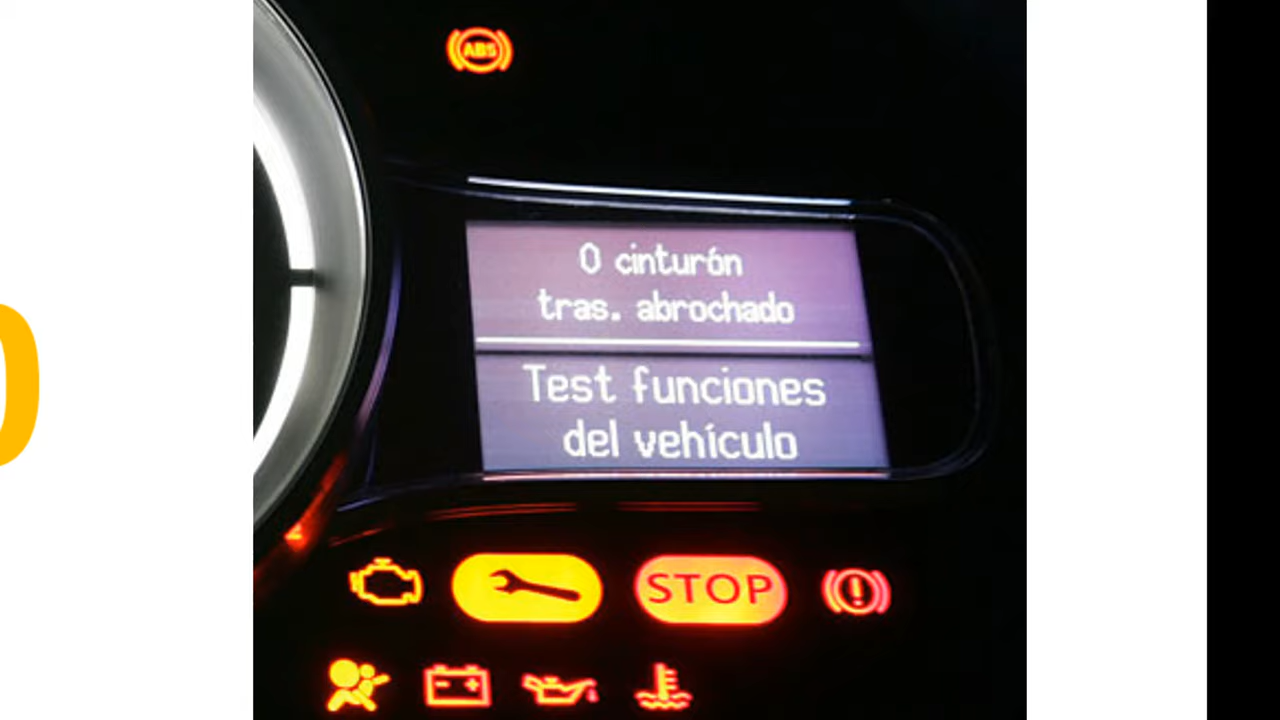 ABS
0 cinturón
tras. abrochado
Test funciones
del vehículo
STOP